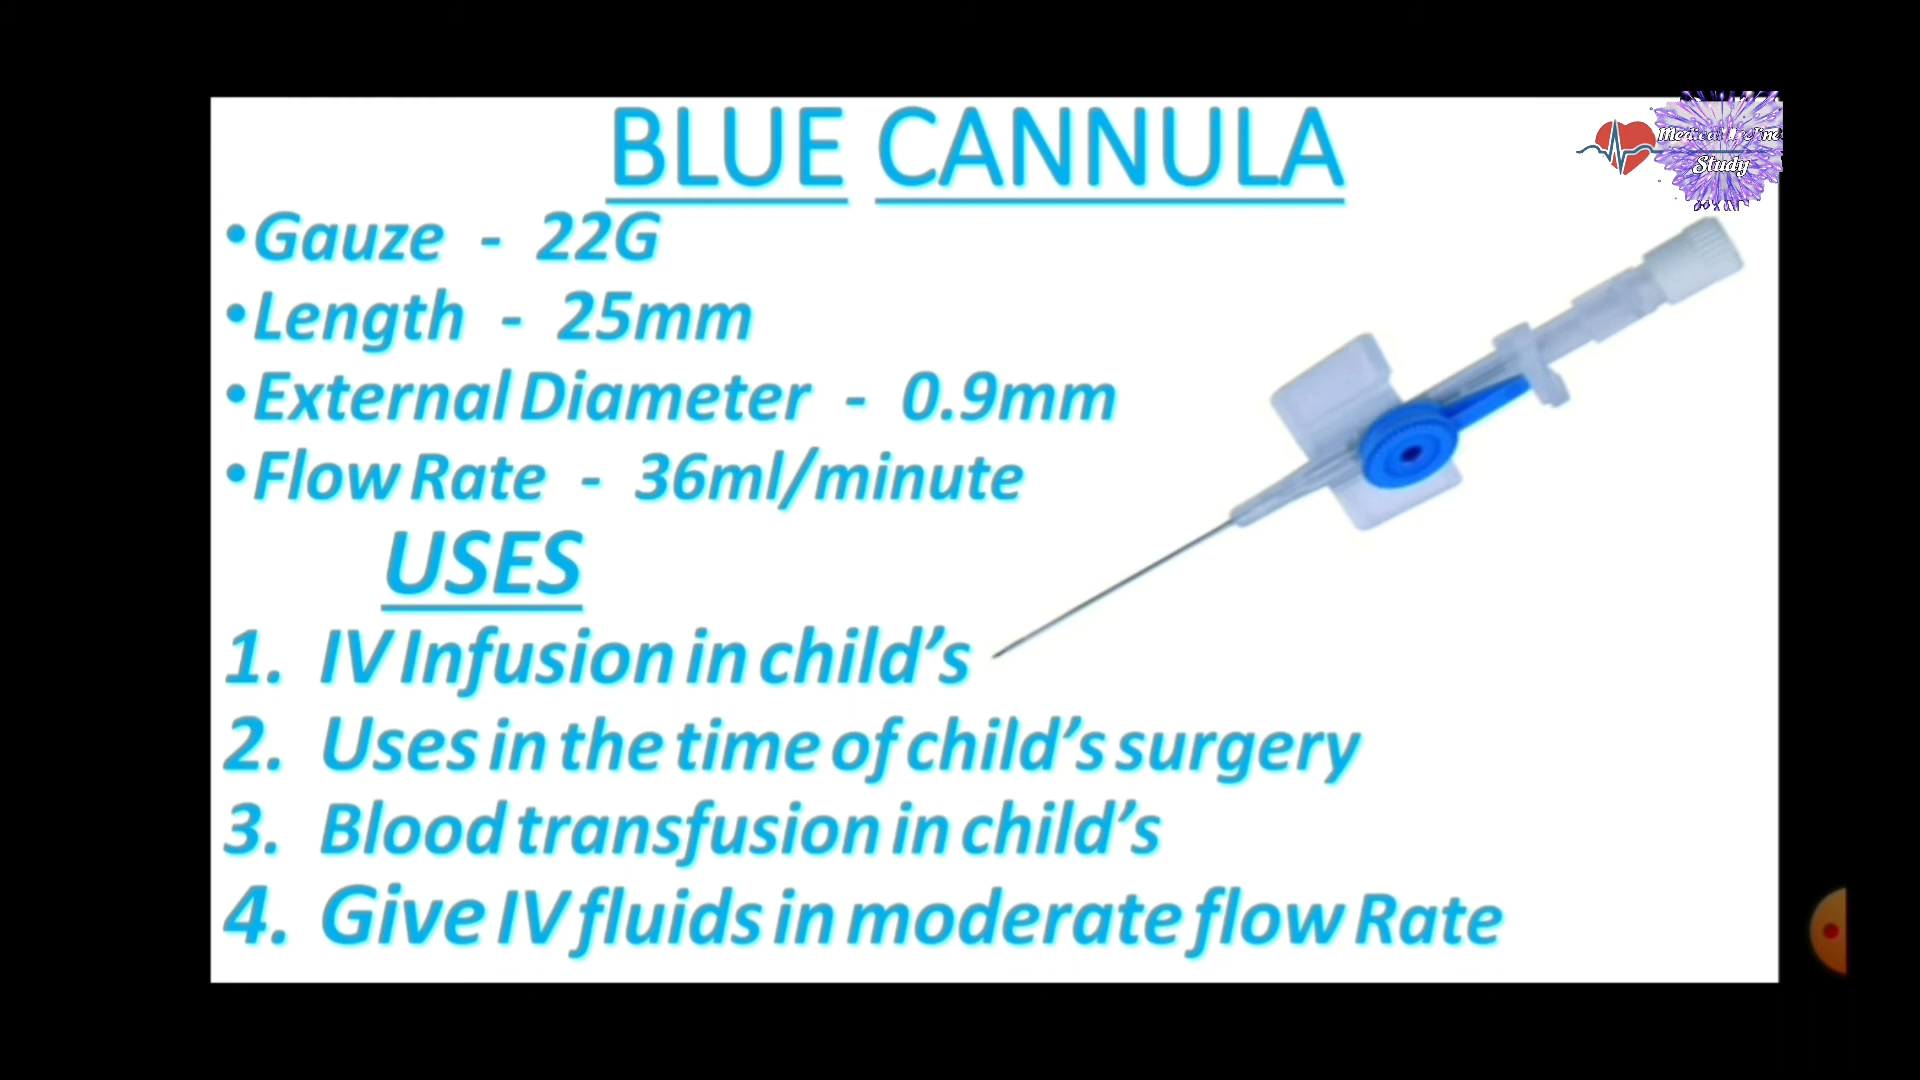 BLUE CANNULA
Study
•Gauze - 22G
•Length - 25mm
•External Diameter - 0.9mm
•Flow Rate - 36ml/minute
USES
1. IV Infusion in child's
2. Uses in the time of child's surgery
3. Blood transfusion in child's
4. Give IV fluids in moderate flow Rate